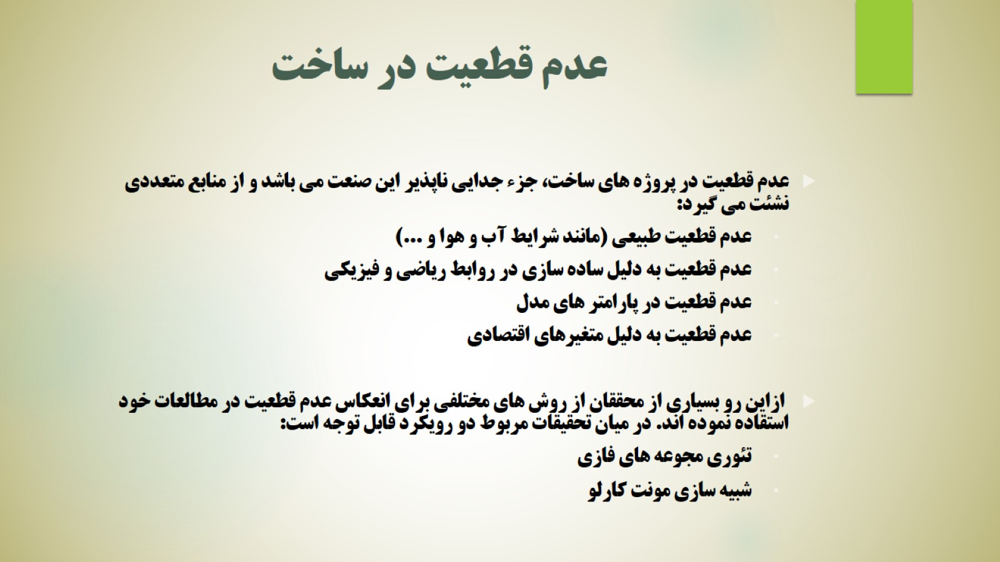 عدم قطعیت در ساخت
عدم قطعیت در پروژه های ساخت، جزء جدایی ناپذیر این صنعت می باشد و از منابع متعددی
نشئت می گیرد:
عدم قطعیت طبیعی (مانند شرایط آب و هوا و ...)
عدم قطعیت به دلیل ساده سازی در روابط ریاضی و فیزیکی
عدم قطعیت در پارامتر های مدل
عدم قطعیت به دلیل متغیرهای اقتصادی
ازاین رو بسیاری از محققان از روش های مختلفی برای انعکاس عدم قطعیت در مطالعات خود
استفاده نموده اند. در میان تحقیقات مربوط دو رویکرد قابل توجه است:
تئوری مجوعه های فازی
شبیه سازی مونت کارلو